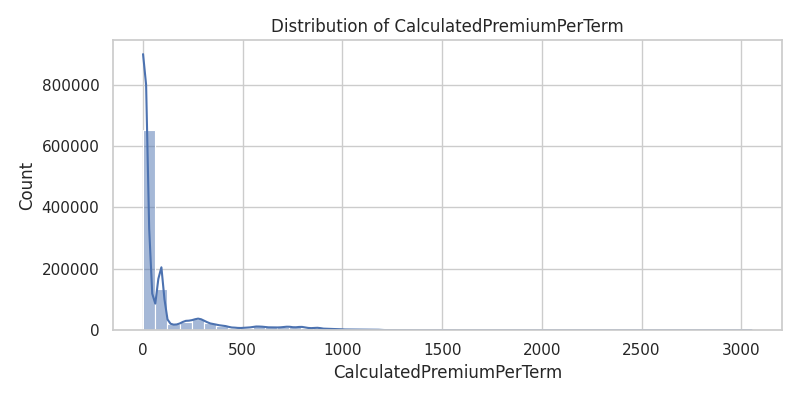 Distribution of CalculatedPremiumPerTerm
800000
600000
400000
200000
0
Count
0 500 1000 1500 2000 2500 3000
CalculatedPremiumPerTerm